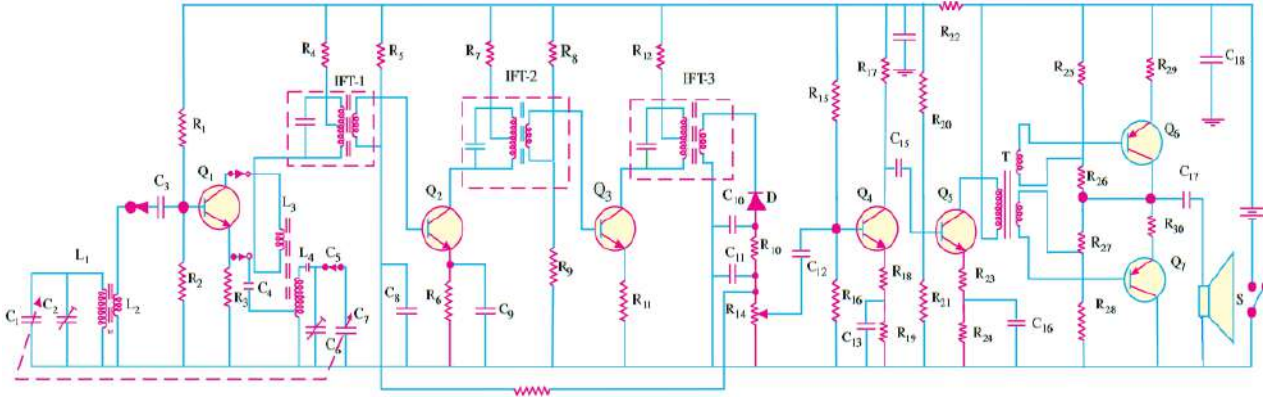 R22
R4
R5
R7
R8
R12
R17
R25
R29
C18
IFT-1
IFT-2
IFT-3
R15
R20
R1
C15
Q6
T
C3
Q1
Q2
Q3
C10
D
Q4
Q5
R26
C17
L3
R30
L1
L4
C5
R10
R27
C11
C12
R18
R23
Q7
L2
R2
R3
C4
C8
R6
R9
R11
R14
R16
R21
R28
S
C1
C2
C7
C9
C6
C13
R19
R24
C16